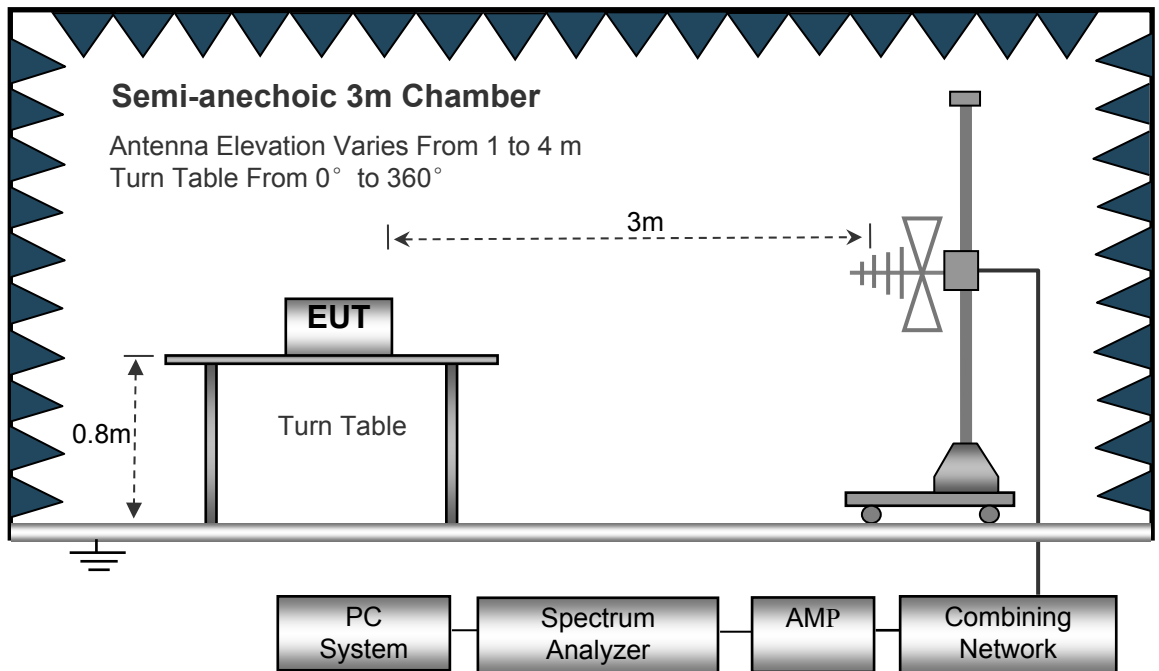 Semi-anechoic 3m Chamber
Antenna Elevation Varies From 1 to 4 m
Turn Table From 0° to 360°
3m
EUT
0.8m
Turn Table
PC
System
Spectrum
Analyzer
AMP
Combining
Network